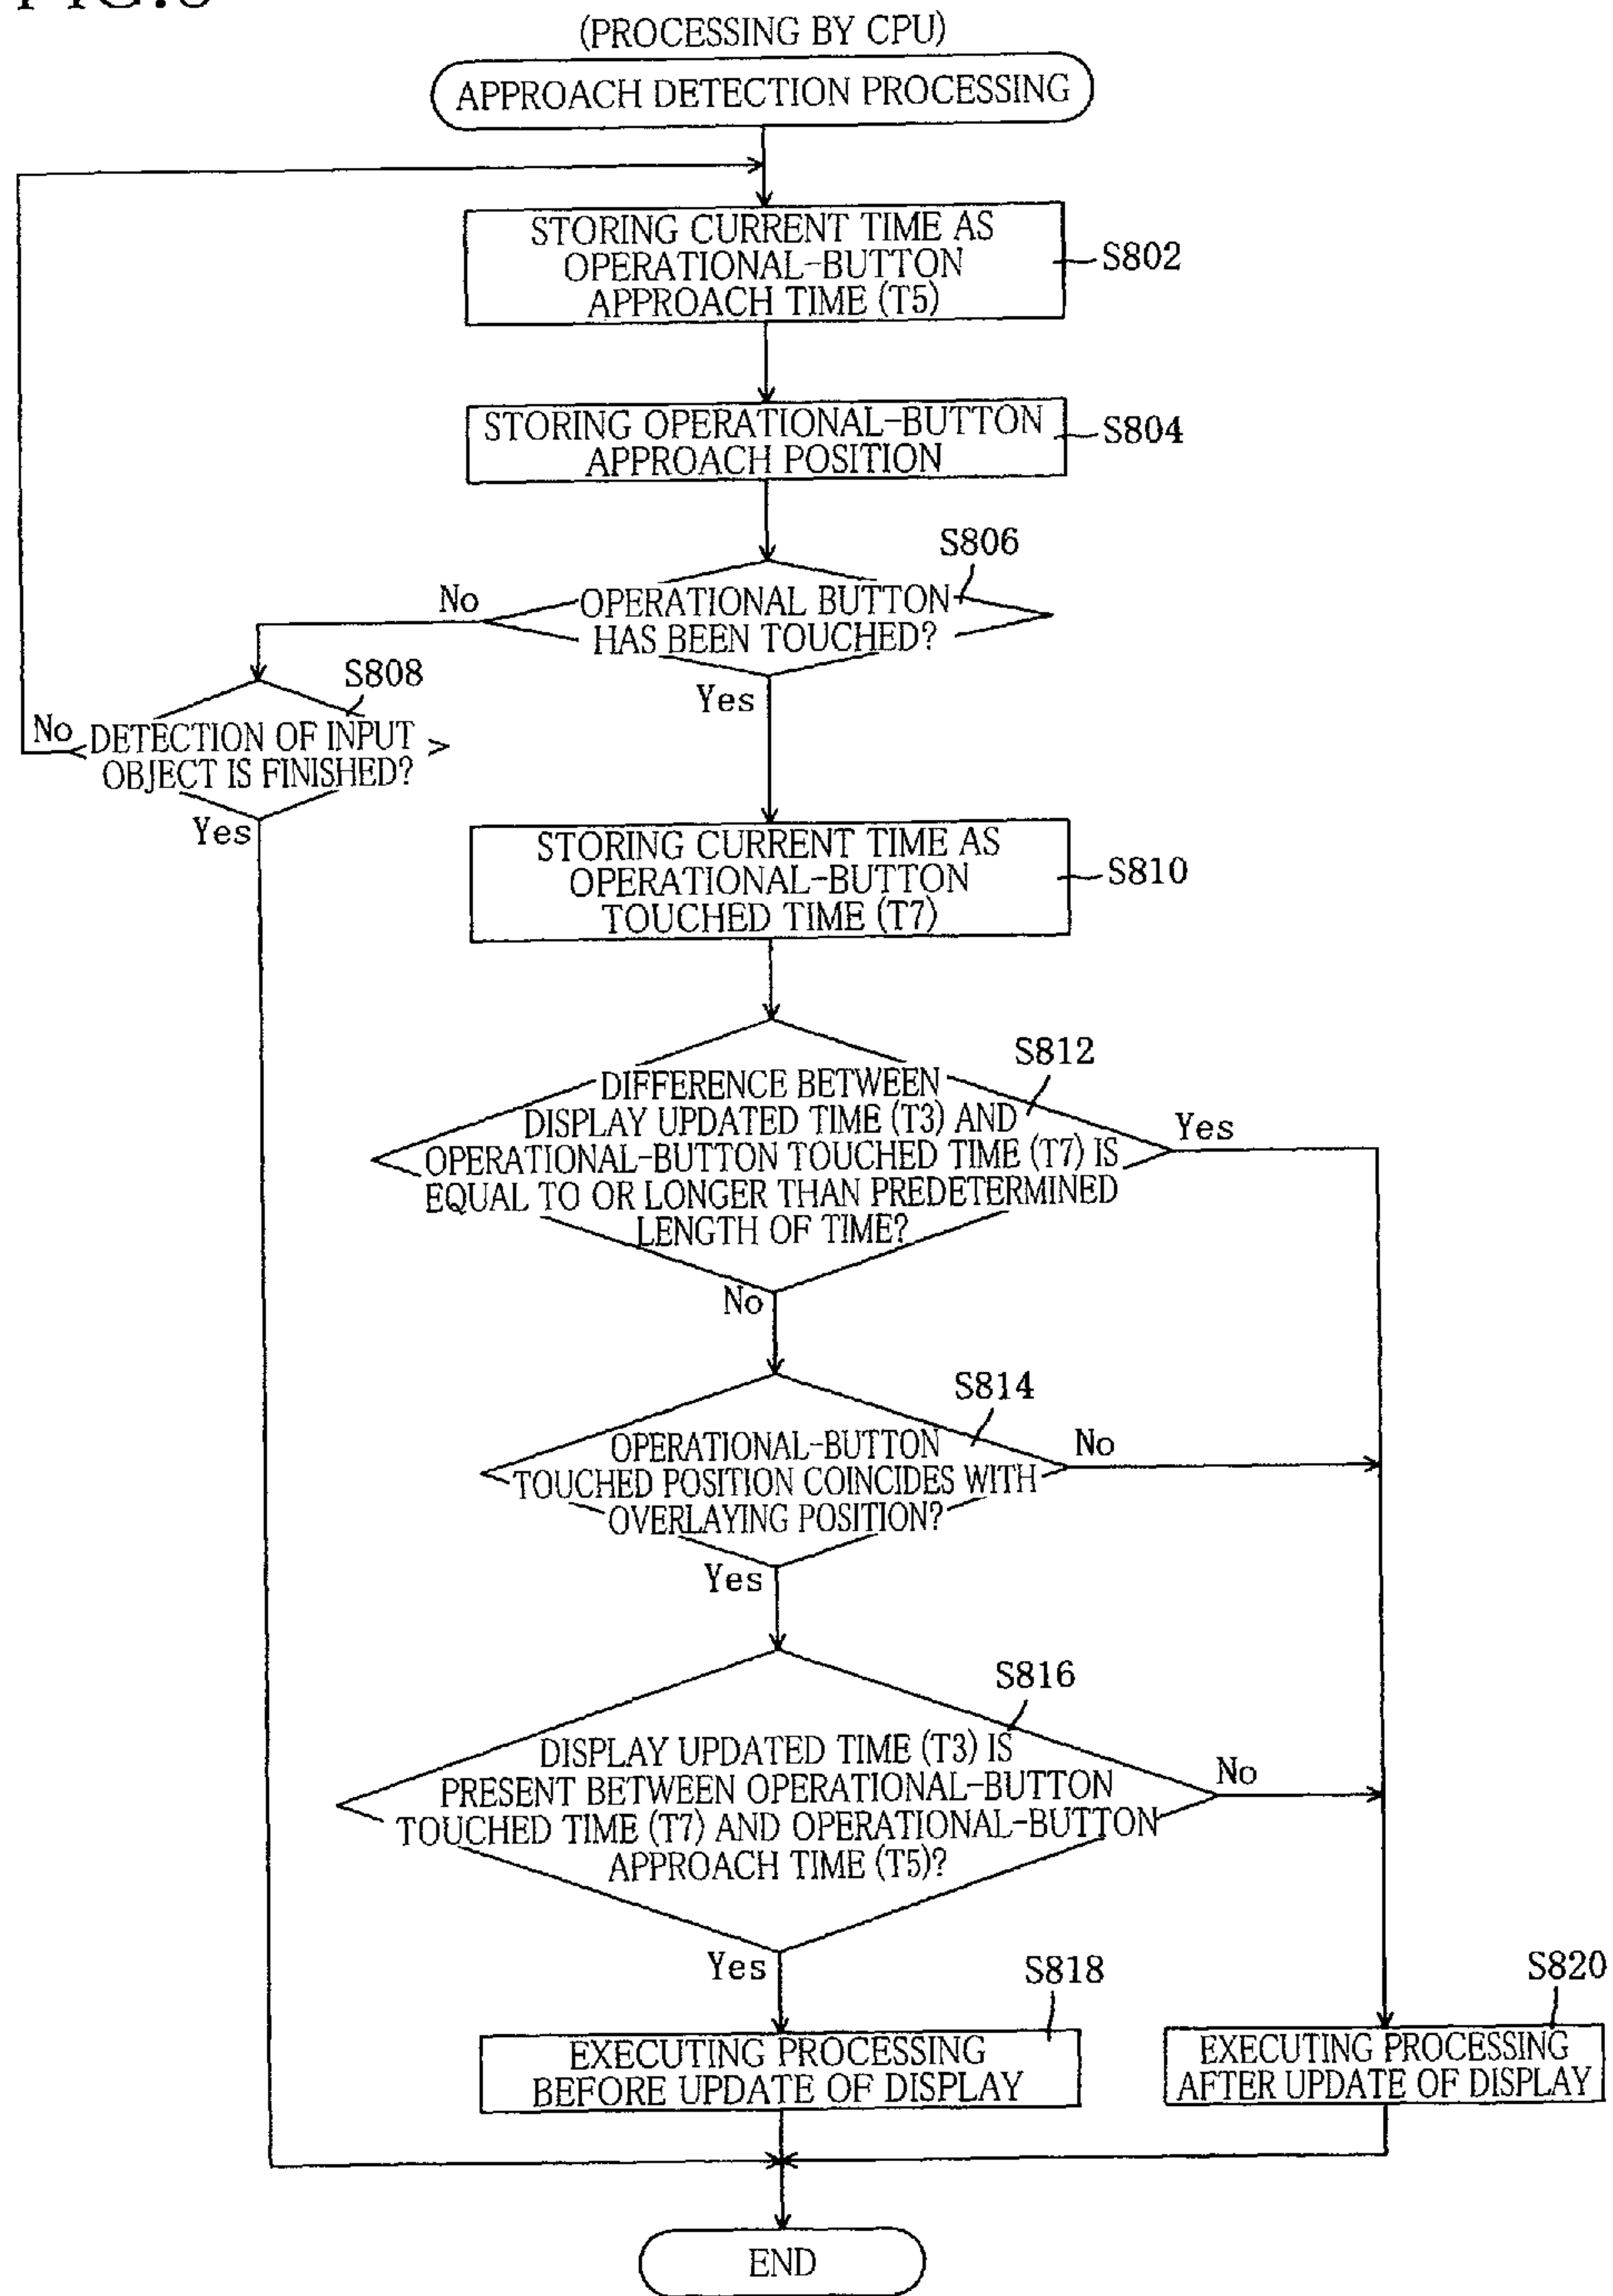 (PROCESSING BY CPU)
APPROACH DETECTION PROCESSING
STORING CURRENT TIME AS
OPERATIONAL-BUTTON
APPROACH TIME (T5)
S802
STORING OPERATIONAL-BUTTON
APPROACH POSITION
S804
S806
OPERATIONAL BUTTON
HAS BEEN TOUCHED?
No
Yes
S808
DETECTION OF INPUT
OBJECT IS FINISHED?
No
Yes
STORING CURRENT TIME AS
OPERATIONAL-BUTTON
TOUCHED TIME (T7)
S810
S812
DIFFERENCE BETWEEN
DISPLAY UPDATED TIME (T3) AND
OPERATIONAL-BUTTON TOUCHED TIME (T7) IS
EQUAL TO OR LONGER THAN PREDETERMINED
LENGTH OF TIME?
Yes
No
S814
OPERATIONAL-BUTTON
TOUCHED POSITION COINCIDES WITH
OVERLAYING POSITION?
No
Yes
S816
DISPLAY UPDATED TIME (T3) IS
PRESENT BETWEEN OPERATIONAL-BUTTON
TOUCHED TIME (T7) AND OPERATIONAL-BUTTON
APPROACH TIME (T5)?
No
Yes
S818
EXECUTING PROCESSING
BEFORE UPDATE OF DISPLAY
S820
EXECUTING PROCESSING
AFTER UPDATE OF DISPLAY
END